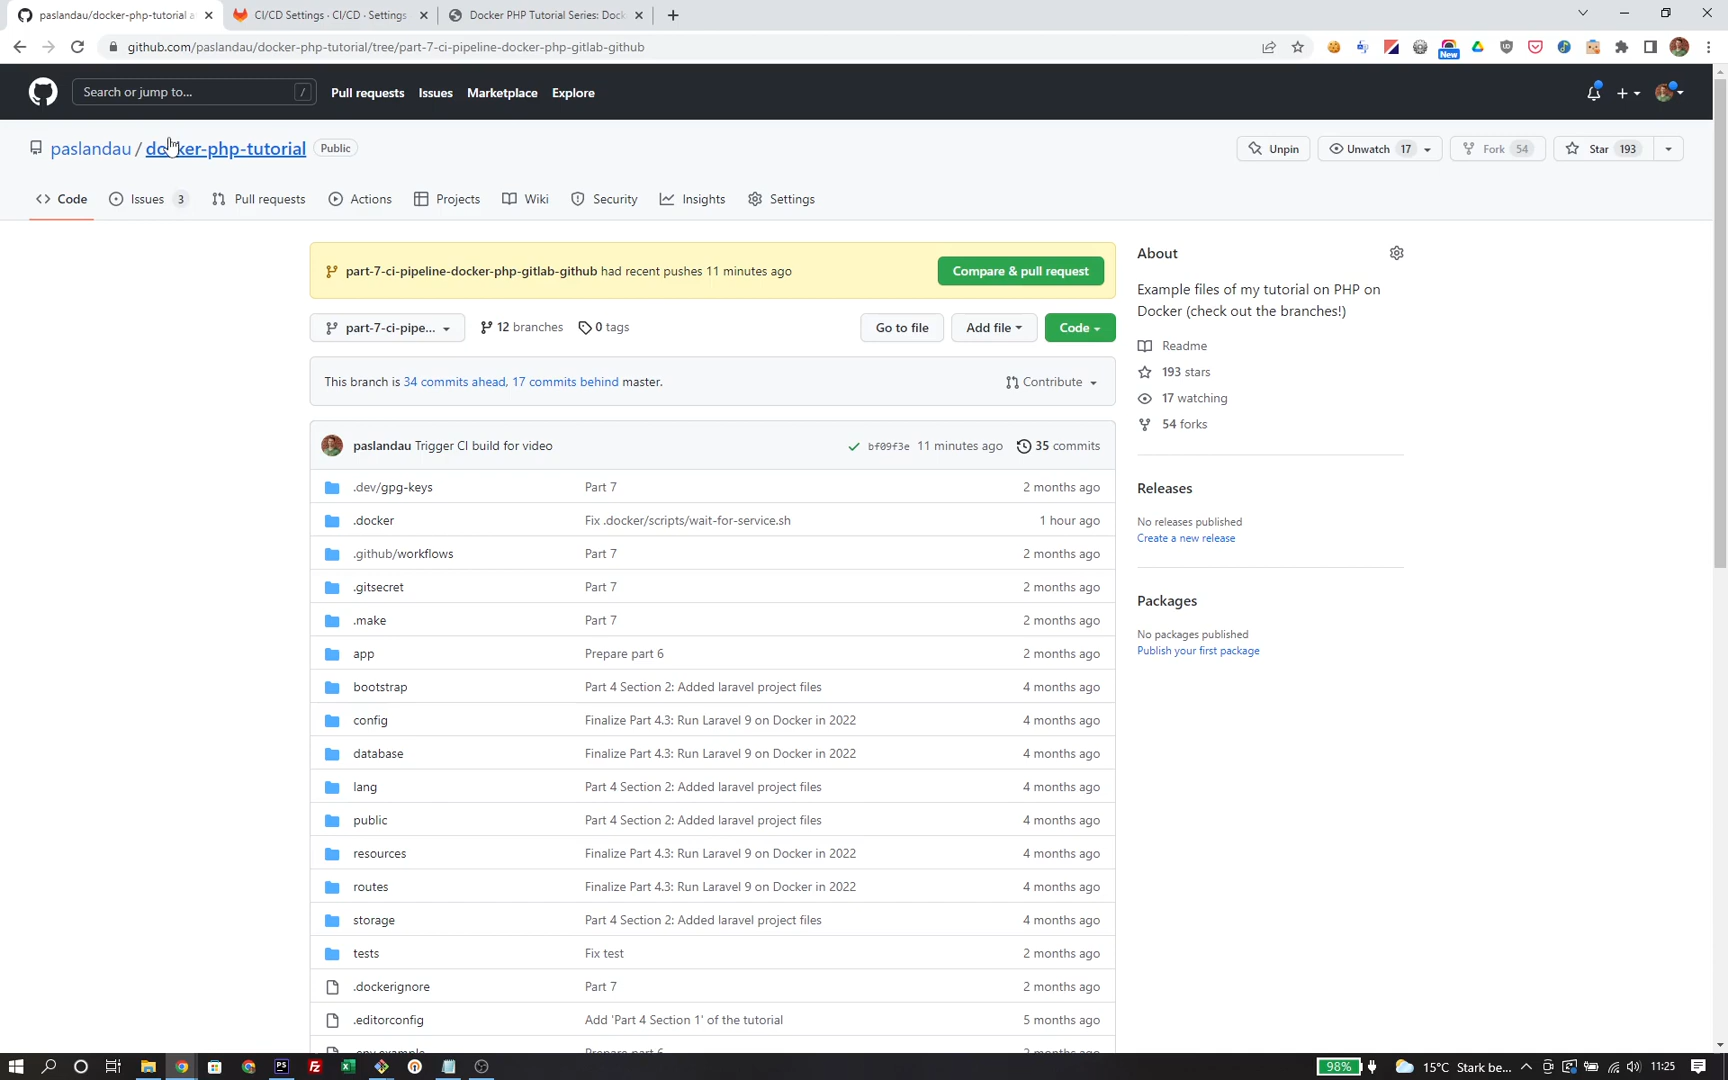 paslandau/docker-php-tutorial a
CI/CD Settings · CI/CD · Settings
Docker PHP Tutorial Series: Dock
github.com/paslandau/docker-php-tutorial/tree/part-7-ci-pipeline-docker-php-gitlab-github
New
Search or jump to...
/
Pull requests
Issues
Marketplace
Explore
paslandau / docker-php-tutorial
Public
Unpin
Unwatch 17
Fork 54
Star 193
Code
Issues 3
Pull requests
Actions
Projects
Wiki
Security
Insights
Settings
part-7-ci-pipeline-docker-php-gitlab-github had recent pushes 11 minutes ago
Compare & pull request
part-7-ci-pipe...
12 branches
0 tags
Go to file
Add file
Code
This branch is 34 commits ahead, 17 commits behind master.
Contribute
paslandau Trigger CI build for video
bf09f3e 11 minutes ago
35 commits
.dev/gpg-keys Part 7 2 months ago
.docker Fix .docker/scripts/wait-for-service.sh 1 hour ago
.github/workflows Part 7 2 months ago
.gitsecret Part 7 2 months ago
.make Part 7 2 months ago
app Prepare part 6 2 months ago
bootstrap Part 4 Section 2: Added laravel project files 4 months ago
config Finalize Part 4.3: Run Laravel 9 on Docker in 2022 4 months ago
database Finalize Part 4.3: Run Laravel 9 on Docker in 2022 4 months ago
lang Part 4 Section 2: Added laravel project files 4 months ago
public Part 4 Section 2: Added laravel project files 4 months ago
resources Finalize Part 4.3: Run Laravel 9 on Docker in 2022 4 months ago
routes Finalize Part 4.3: Run Laravel 9 on Docker in 2022 4 months ago
storage Part 4 Section 2: Added laravel project files 4 months ago
tests Fix test 2 months ago
.dockerignore Part 7 2 months ago
.editorconfig Add 'Part 4 Section 1' of the tutorial 5 months ago
.env.example Prepare part 6 2 months ago
About
Example files of my tutorial on PHP on
Docker (check out the branches!)
Readme
193 stars
17 watching
54 forks
Releases
No releases published
Create a new release
Packages
No packages published
Publish your first package
98%
15°C Stark be...
11:25